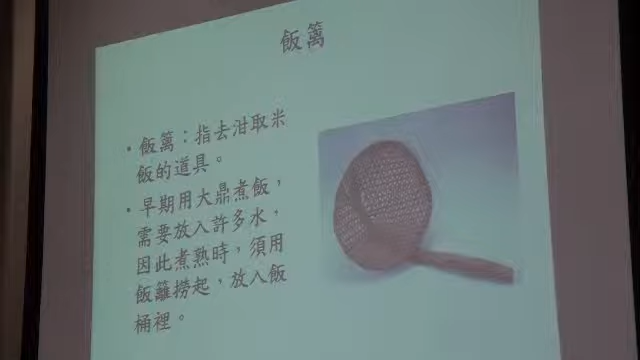 飯篱
• 飯篱：指去泔取米
飯的道具。
• 早期用大鼎煮飯，
需要放入許多水，
因此煮熟時，須用
飯籬撈起，放入飯
桶裡。